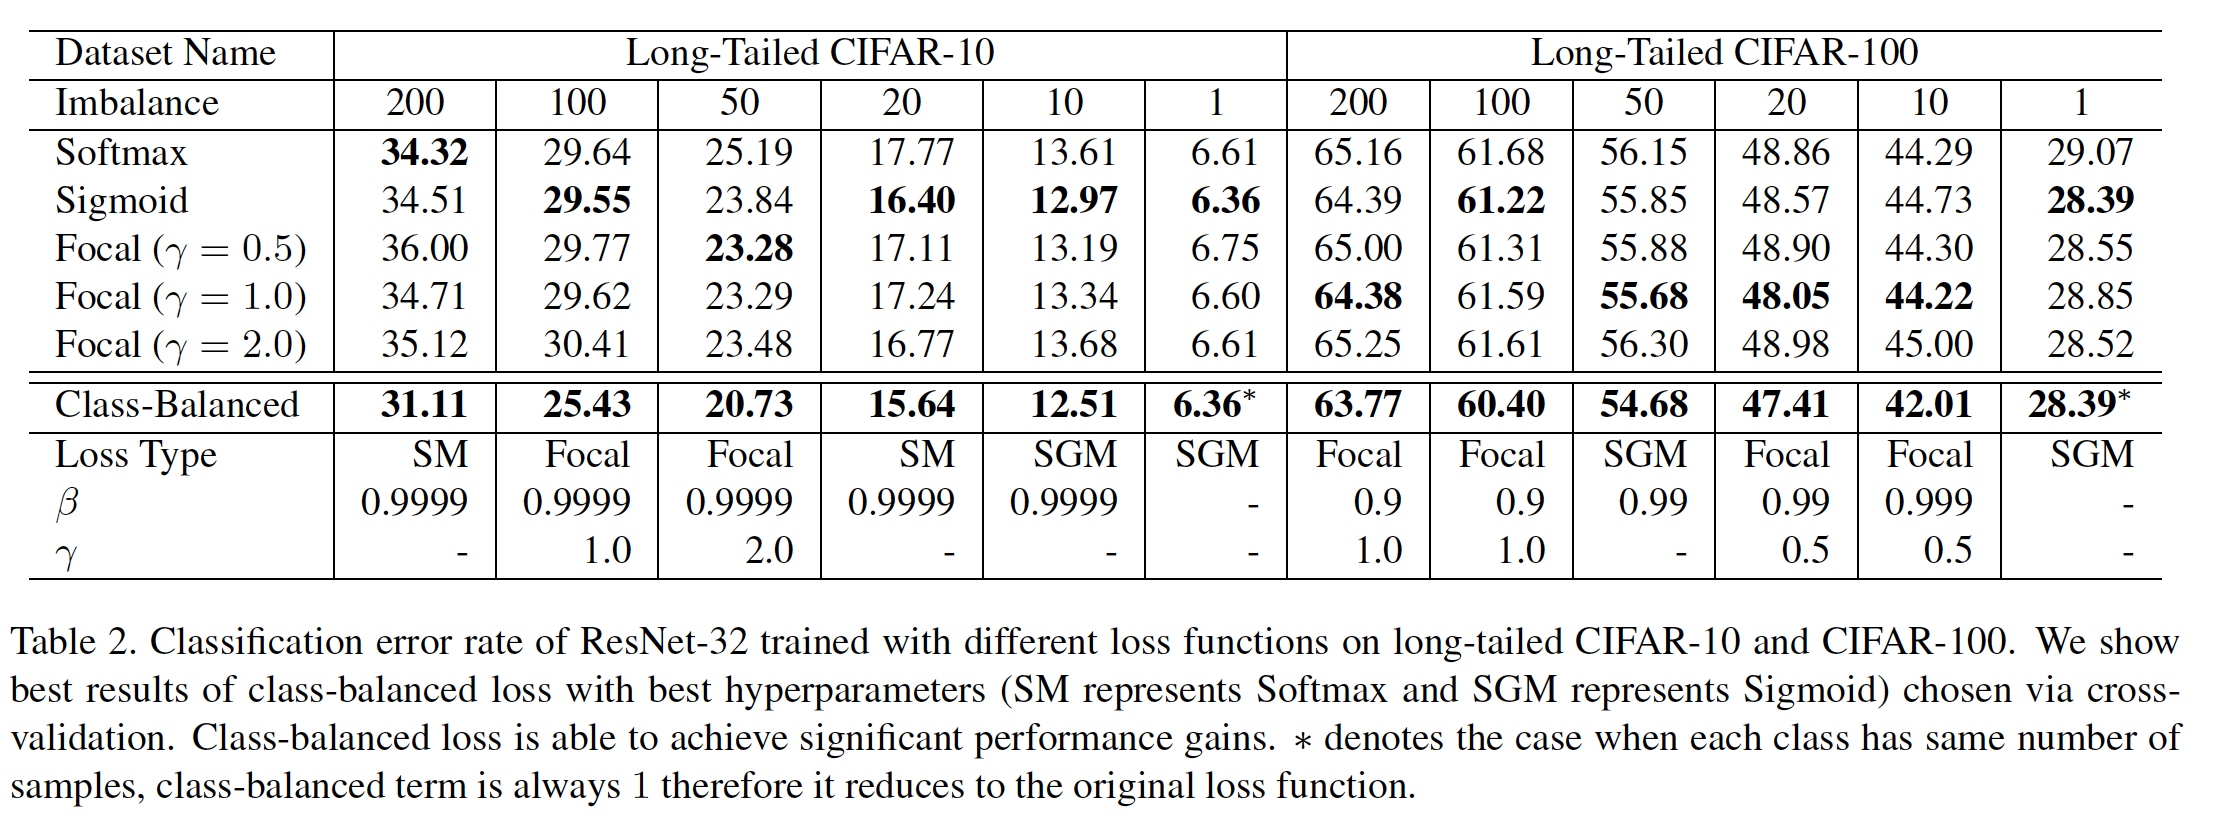 Dataset Name Long-Tailed CIFAR-10 Long-Tailed CIFAR-100
Imbalance 200 100 50 20 10 1 200 100 50 20 10 1
Softmax 34.32 29.64 25.19 17.77 13.61 6.61 65.16 61.68 56.15 48.86 44.29 29.07
Sigmoid 34.51 29.55 23.84 16.40 12.97 6.36 64.39 61.22 55.85 48.57 44.73 28.39
Focal (γ = 0.5) 36.00 29.77 23.28 17.11 13.19 6.75 65.00 61.31 55.88 48.90 44.30 28.55
Focal (γ = 1.0) 34.71 29.62 23.29 17.24 13.34 6.60 64.38 61.59 55.68 48.05 44.22 28.85
Focal (γ = 2.0) 35.12 30.41 23.48 16.77 13.68 6.61 65.25 61.61 56.30 48.98 45.00 28.52
Class-Balanced 31.11 25.43 20.73 15.64 12.51 6.36* 63.77 60.40 54.68 47.41 42.01 28.39*
Loss Type SM Focal Focal SM SGM SGM Focal Focal SGM Focal Focal SGM
β 0.9999 0.9999 0.9999 0.9999 0.9999 - 0.9 0.9 0.99 0.99 0.999 -
γ - 1.0 2.0 - - - 1.0 1.0 - 0.5 0.5 -
Table 2. Classification error rate of ResNet-32 trained with different loss functions on long-tailed CIFAR-10 and CIFAR-100. We show
best results of class-balanced loss with best hyperparameters (SM represents Softmax and SGM represents Sigmoid) chosen via cross-
validation. Class-balanced loss is able to achieve significant performance gains. ∗ denotes the case when each class has same number of
samples, class-balanced term is always 1 therefore it reduces to the original loss function.